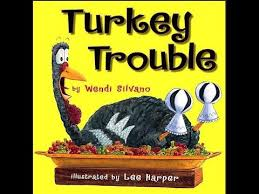 Turkey
Trouble
by Wendi Silvano
illustrated by Lee Harper